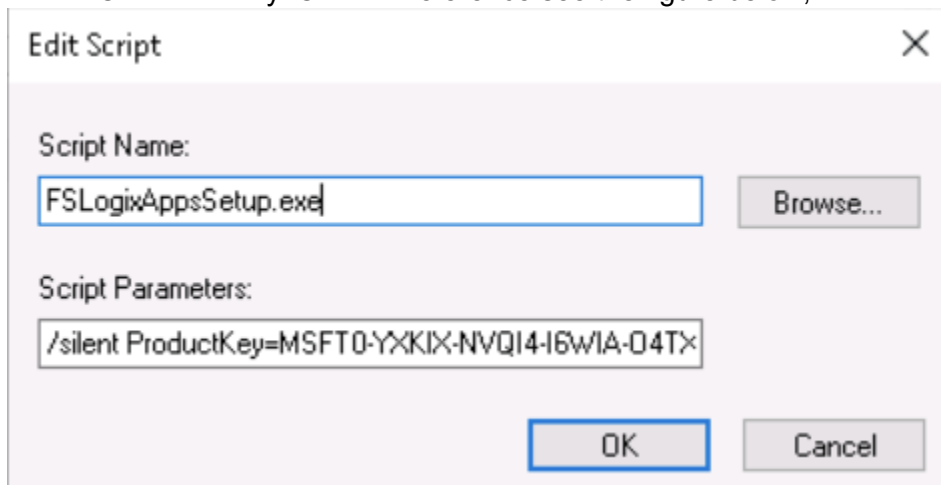 Edit Script
Script Name:
FSLogixAppsSetup.exe
Browse...
Script Parameters:
/silent ProductKey=MSFT0-YXKIX-NVQI4-I6WIA-O4TX
OK
Cancel